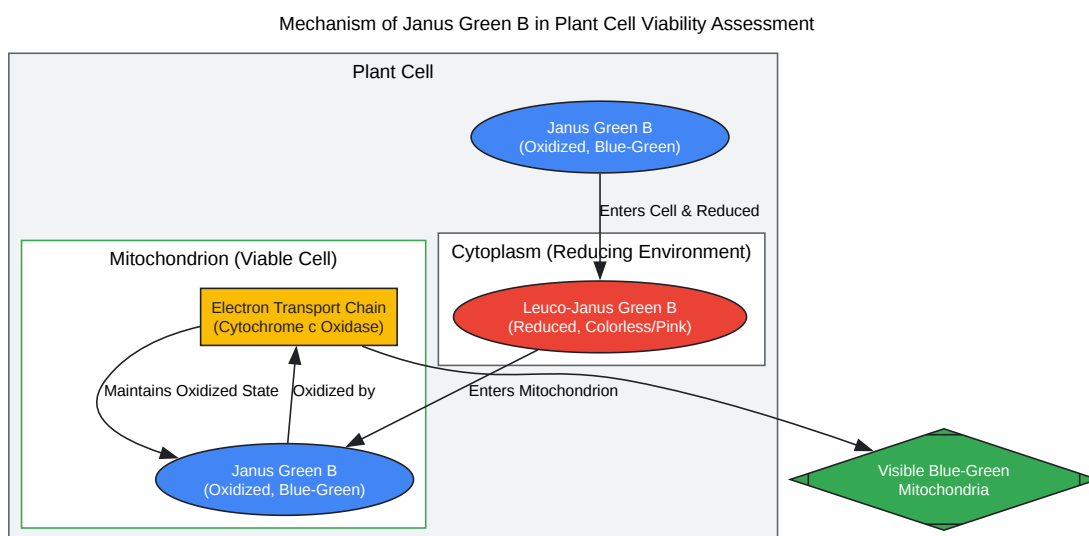 Mechanism of Janus Green B in Plant Cell Viability Assessment
Plant Cell
Janus Green B
(Oxidized, Blue-Green)
Enters Cell & Reduced
Cytoplasm (Reducing Environment)
Leuco-Janus Green B
(Reduced, Colorless/Pink)
Mitochondrion (Viable Cell)
Electron Transport Chain
(Cytochrome c Oxidase)
Maintains Oxidized State
Oxidized by
Enters Mitochondrion
Janus Green B
(Oxidized, Blue-Green)
Visible Blue-Green
Mitochondria